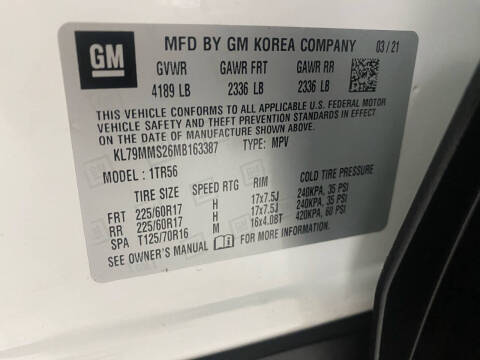 GM
MFD BY GM KOREA COMPANY 03/21
GVWR GAWR FRT GAWR RR
4189 LB 2336 LB 2336 LB
THIS VEHICLE CONFORMS TO ALL APPLICABLE U.S. FEDERAL MOTOR
VEHICLE SAFETY AND THEFT PREVENTION STANDARDS IN EFFECT
ON THE DATE OF MANUFACTURE SHOWN ABOVE.
KL79MMS26MB163387 TYPE: MPV
MODEL: 1TR56
TIRE SIZE SPEED RTG RIM COLD TIRE PRESSURE
FRT 225/60R17 H 17x7.5J 240KPA, 35 PSI
RR 225/60R17 H 17x7.5J 240KPA, 35 PSI
SPA T125/70R16 M 16x4.0BT 420KPA, 60 PSI
SEE OWNER'S MANUAL FOR MORE INFORMATION.